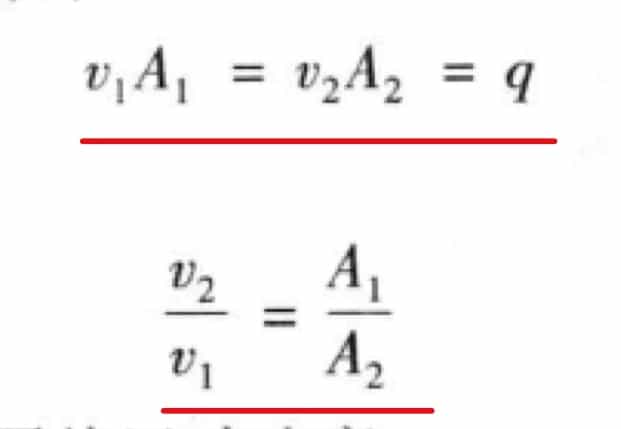 v₁A₁ = v₂A₂ = q
v₂/v₁ = A₁/A₂